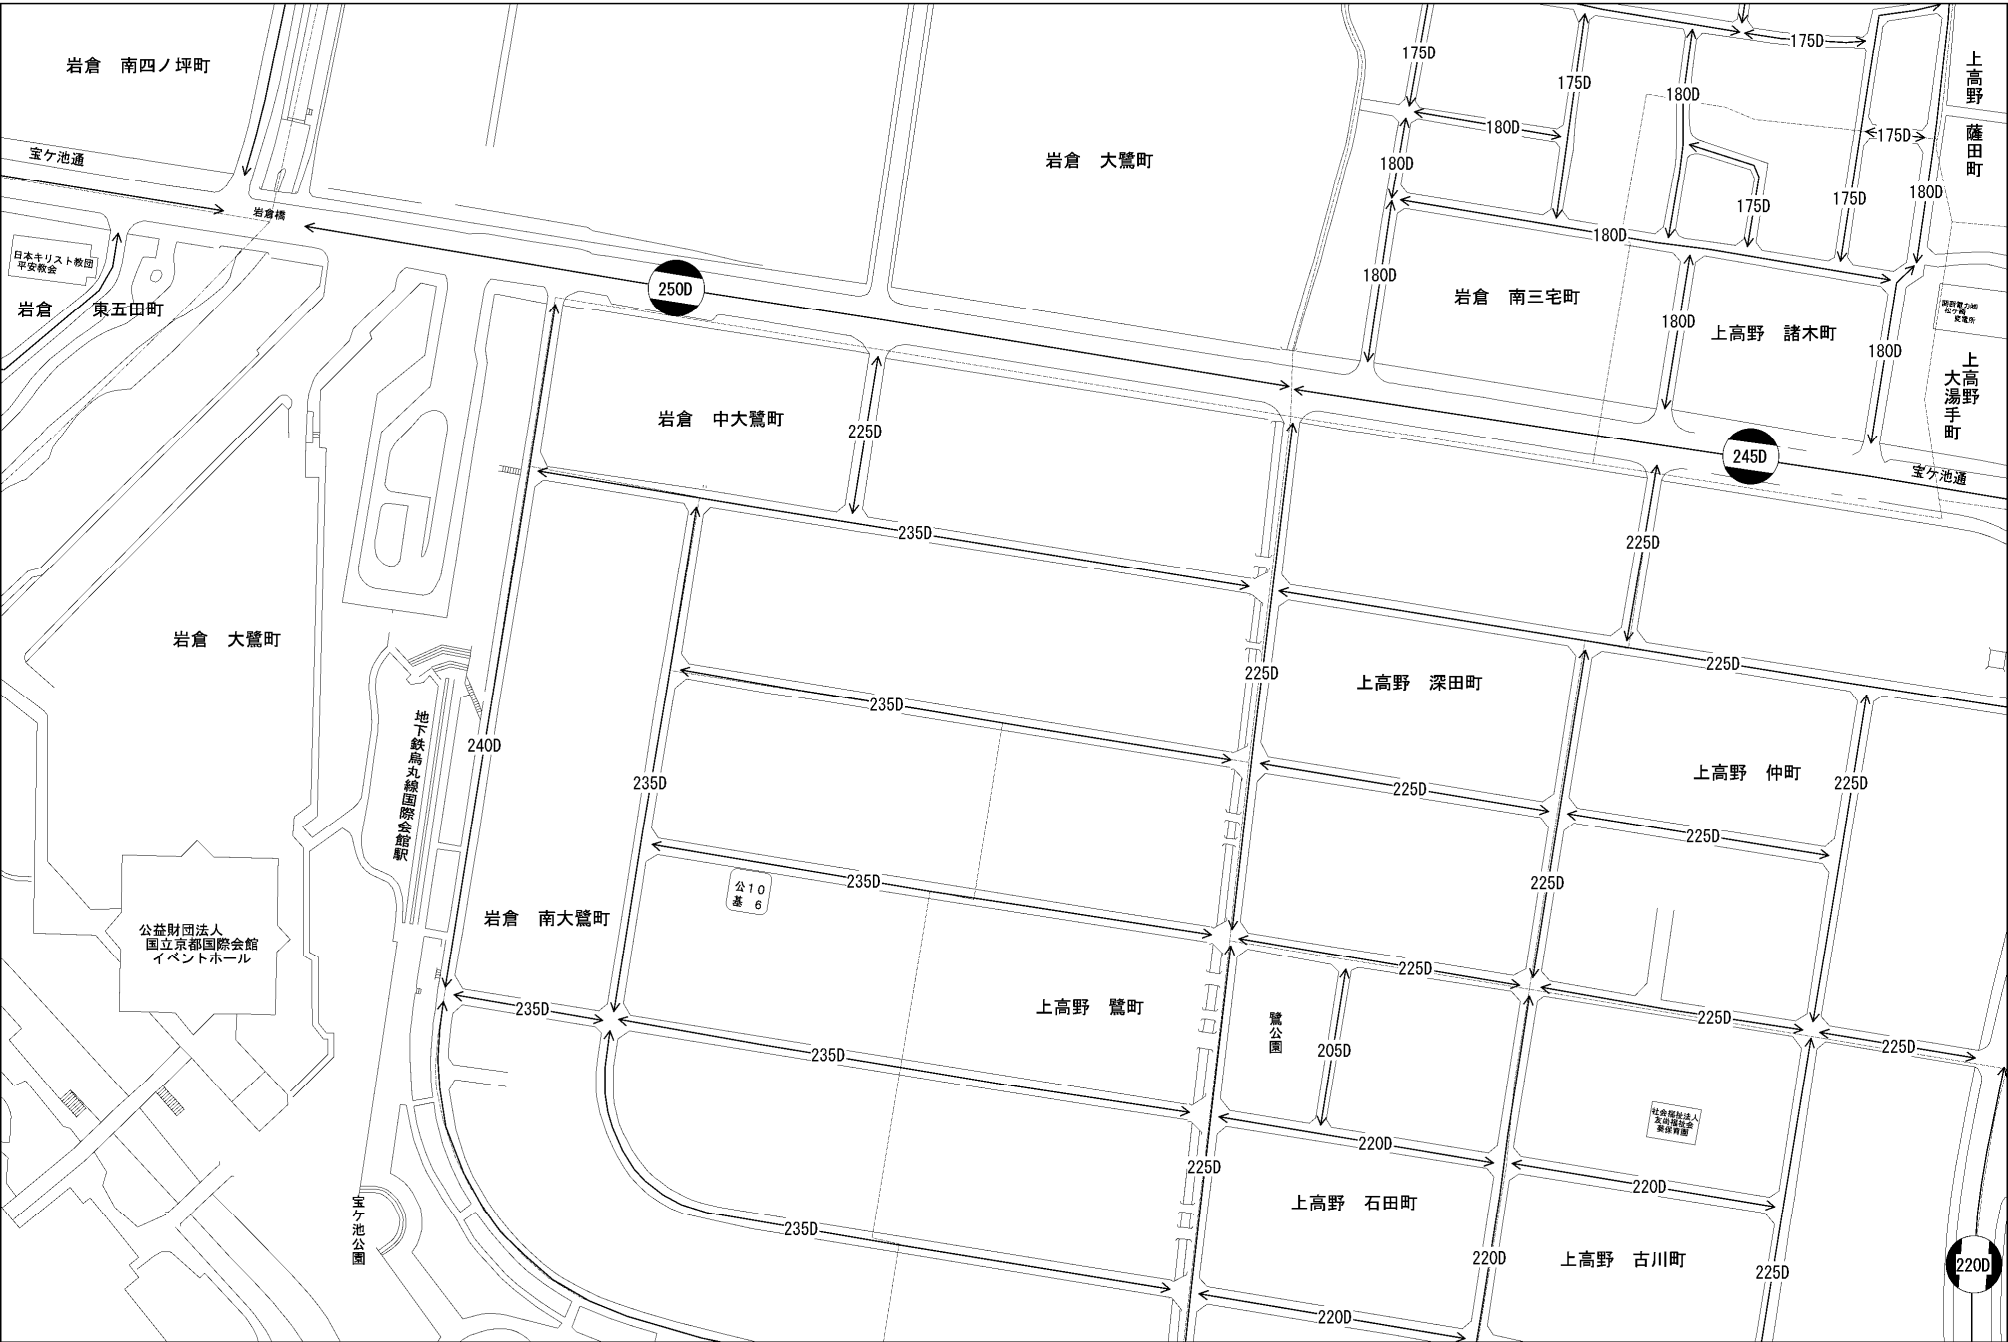 175D
175D
上高野
薩田町
岩倉　南四ノ坪町
175D
180D
180D
175D
宝ケ池通
岩倉　大鷺町
180D
175D
175D
180D
岩倉橋
180D
日本キリスト教団
平安教会
180D
250D
岩倉　南三宅町
岩倉　東五田町
180D
上高野　諸木町
180D
上高野
大湯手町
岩倉　中大鷺町
225D
245D
宝ケ池通
235D
225D
岩倉　大鷺町
225D
225D
上高野　深田町
235D
地下鉄烏丸線国際会館駅
240D
235D
上高野　仲町
225D
225D
225D
235D
225D
公10
基 6
岩倉　南大鷺町
公益財団法人
国立京都国際会館
イベントホール
225D
235D
上高野　鷺町
225D
鷺公園
205D
235D
225D
社会福祉法人
220D
225D
220D
宝ケ池公園
上高野　石田町
235D
220D
上高野　古川町
225D
220D
220D